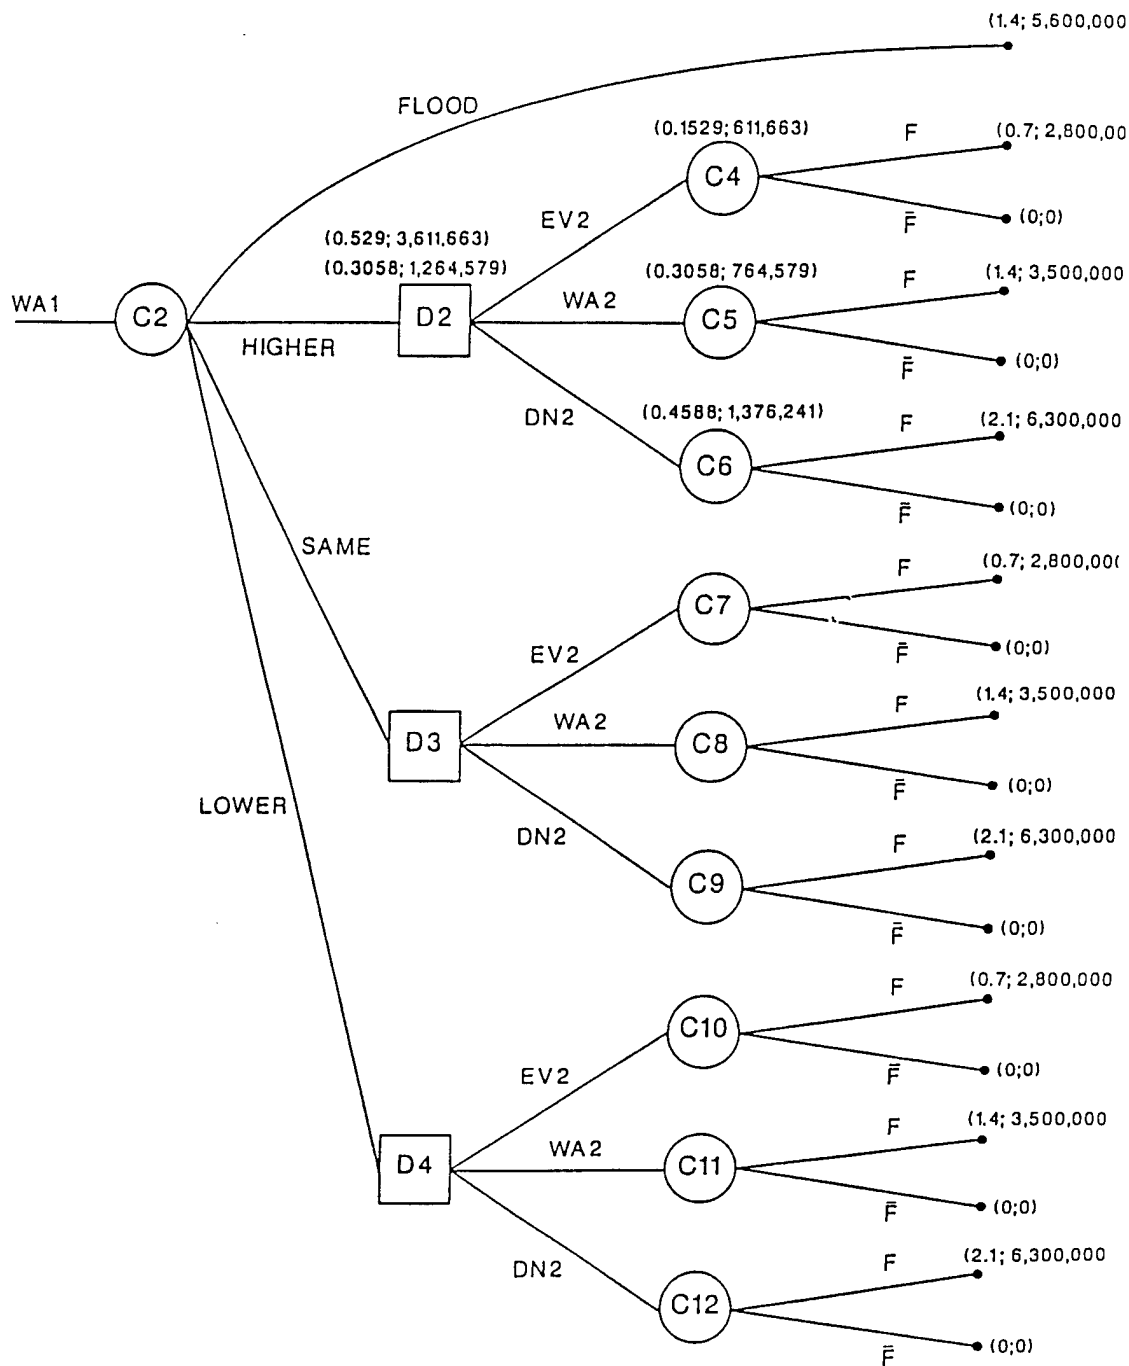 (1.4; 5,600,000
FLOOD
(0.1529; 611,663)
F
(0.7; 2,800,00
C4
EV2
F̄
(0;0)
(0.529; 3,611,663)
(0.3058; 1,264,579)
(0.3058; 764,579)
F
(1.4; 3,500,000
WA1
C2
HIGHER
D2
WA2
C5
F̄
(0;0)
DN2
(0.4588; 1,376,241)
F
(2.1; 6,300,000
C6
F̄
(0;0)
SAME
F
(0.7; 2,800,00(
C7
EV2
F̄
(0;0)
F
(1.4; 3,500,000
D3
WA2
C8
F̄
(0;0)
LOWER
DN2
F
(2.1; 6,300,000
C9
F̄
(0;0)
F
(0.7; 2,800,000
C10
EV2
F̄
(0;0)
F
(1.4; 3,500,000
D4
WA2
C11
F̄
(0;0)
DN2
F
(2.1; 6,300,000
C12
F̄
(0;0)